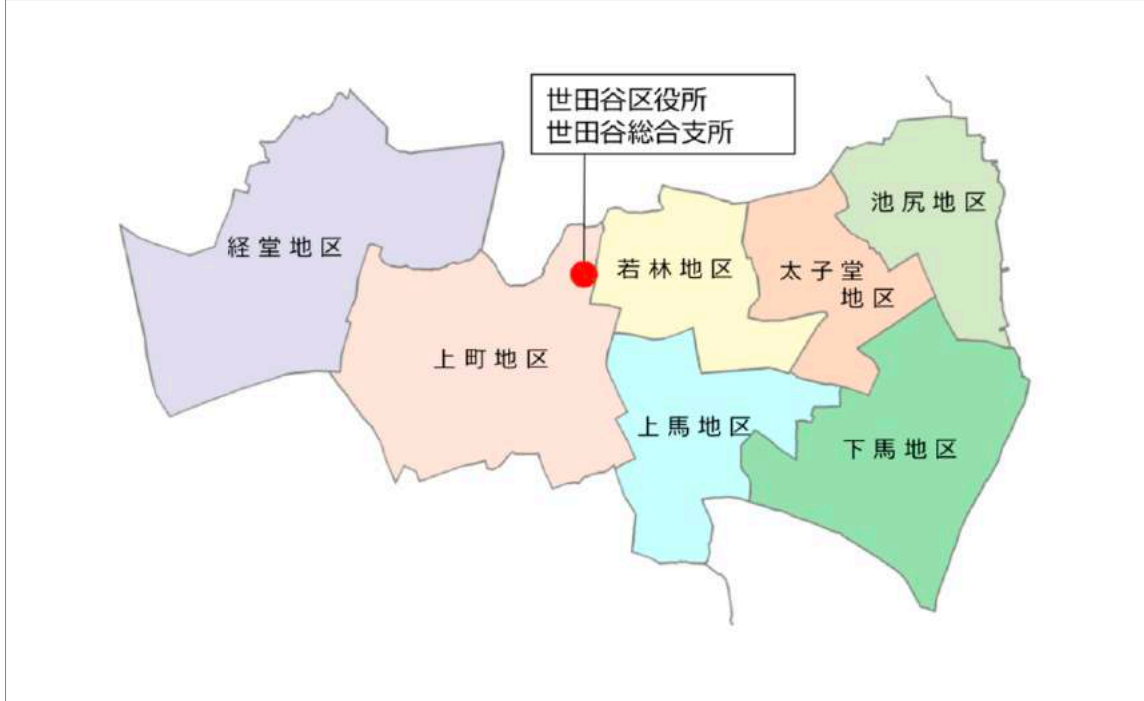 世田谷区役所
世田谷総合支所
池尻地区
経堂地区
若林地区
太子堂
地区
上町地区
上馬地区
下馬地区